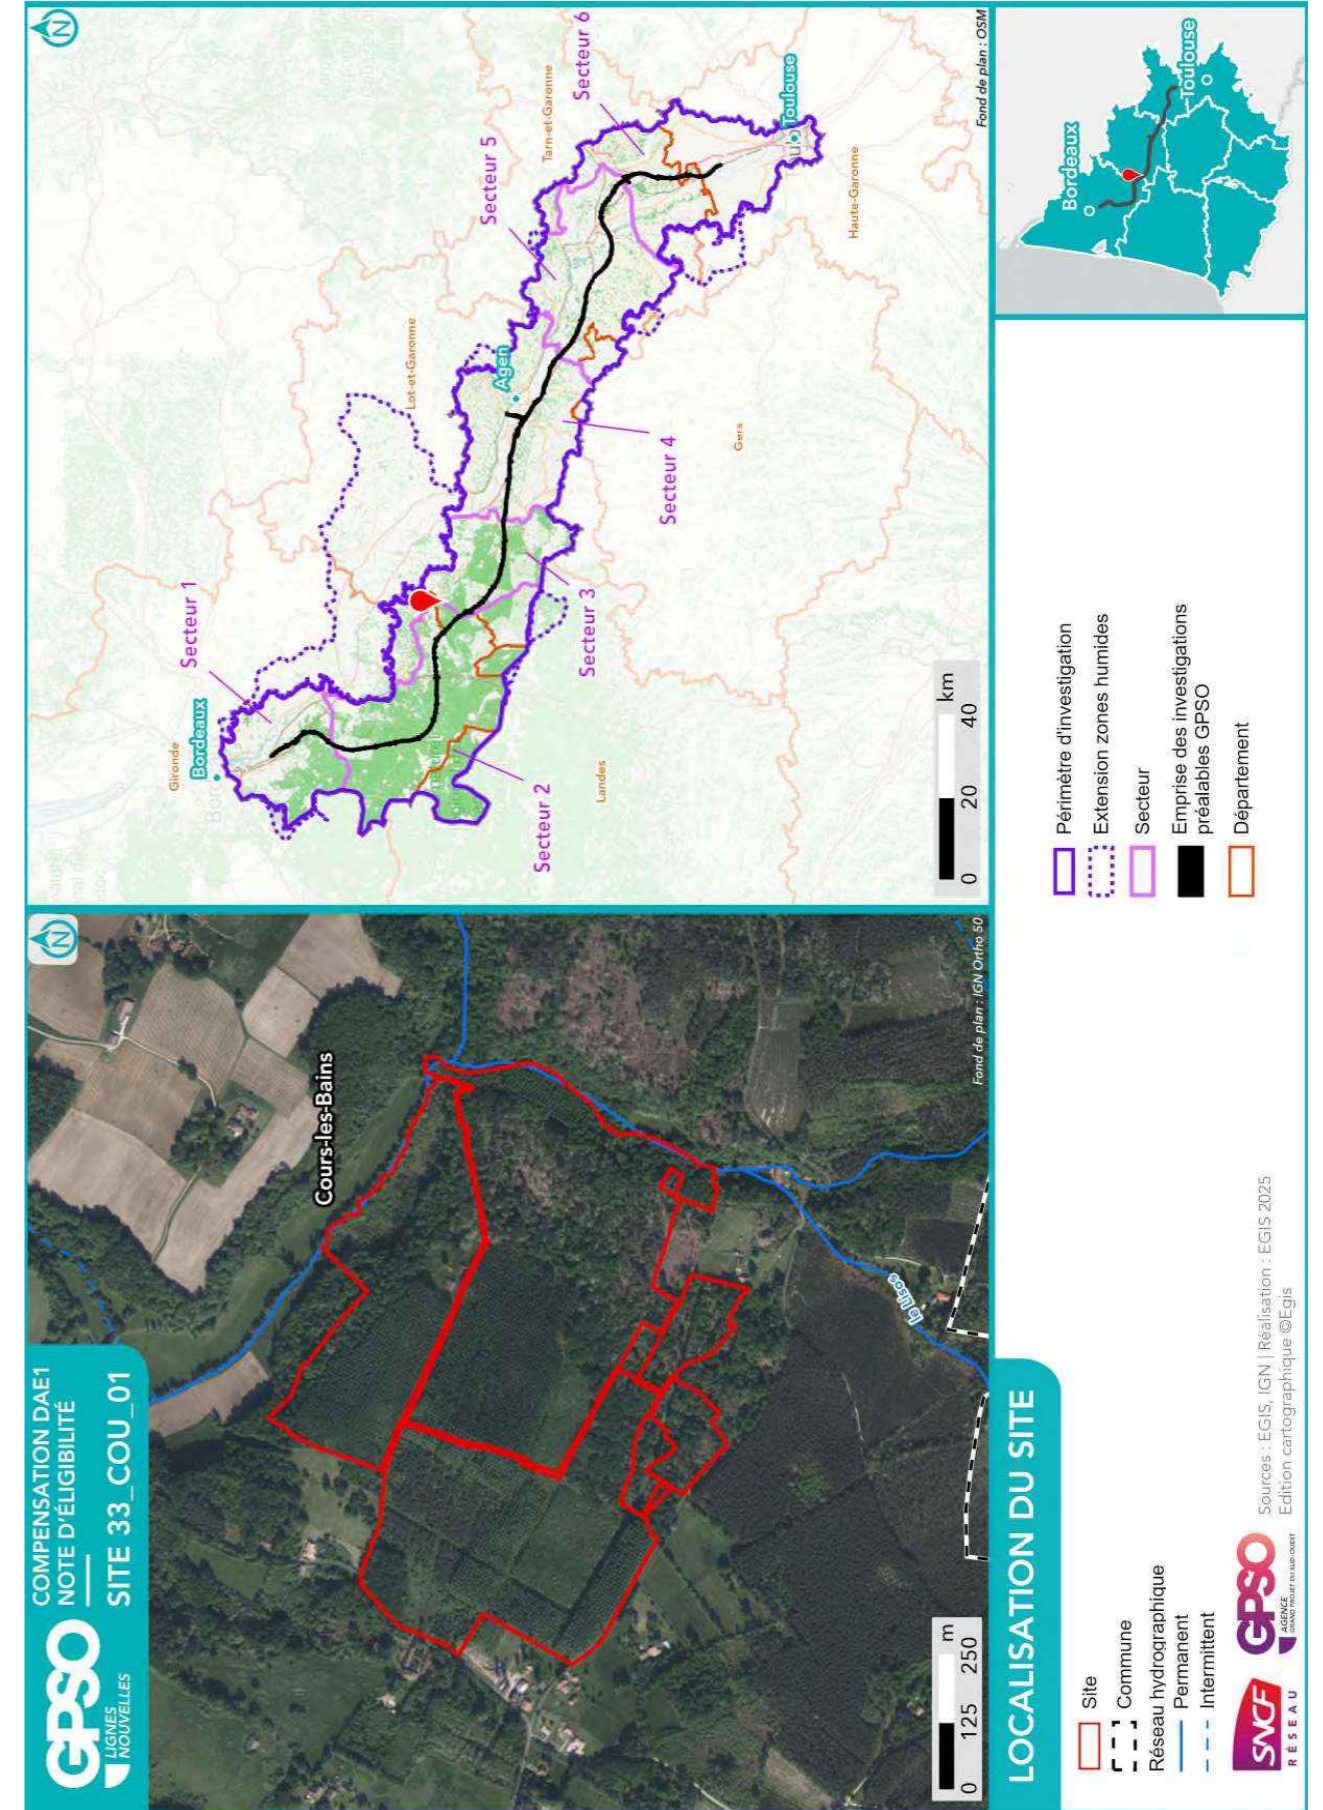 GPSO
LIGNES
NOUVELLES
COMPENSATION DAE1
NOTE D'ÉLIGIBILITÉ
SITE 33_COU_01
N
Cours-les-Bains
le Lisos
0 125 250 m
Fond de plan : IGN Ortho 50
N
Gironde
Bordeaux
Secteur 1
Secteur 2
Landes
Secteur 3
Lot-et-Garonne
Agen
Secteur 4
Gers
Secteur 5
Tarn-et-Garonne
Secteur 6
Toulouse
Haute-Garonne
0 20 40 km
Fond de plan : OSM
LOCALISATION DU SITE
Site
Commune
Réseau hydrographique
Permanent
Intermittent
Périmètre d'investigation
Extension zones humides
Secteur
Emprise des investigations
préalables GPSO
Département
Bordeaux
Toulouse
SNCF
RÉSEAU
GPSO
AGENCE
GRAND PROJET DU SUD-OUEST
Sources : EGIS, IGN | Réalisation : EGIS 2025
Edition cartographique ©Egis